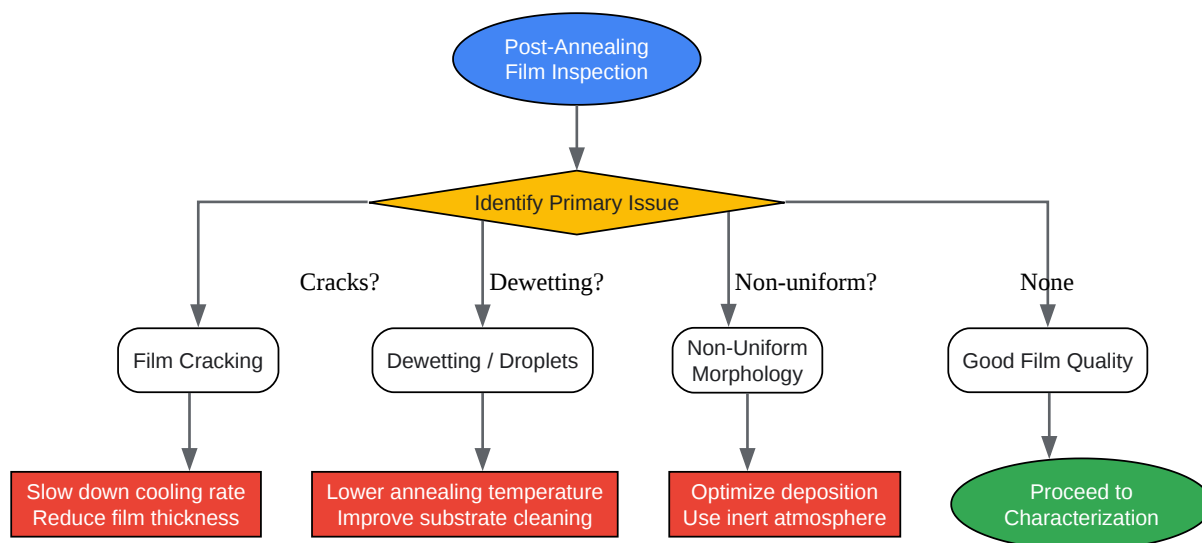 Post-Annealing
Film Inspection
Identify Primary Issue
Cracks?
Dewetting?
Non-uniform?
None
Film Cracking
Dewetting / Droplets
Non-Uniform
Morphology
Good Film Quality
Slow down cooling rate
Reduce film thickness
Lower annealing temperature
Improve substrate cleaning
Optimize deposition
Use inert atmosphere
Proceed to
Characterization